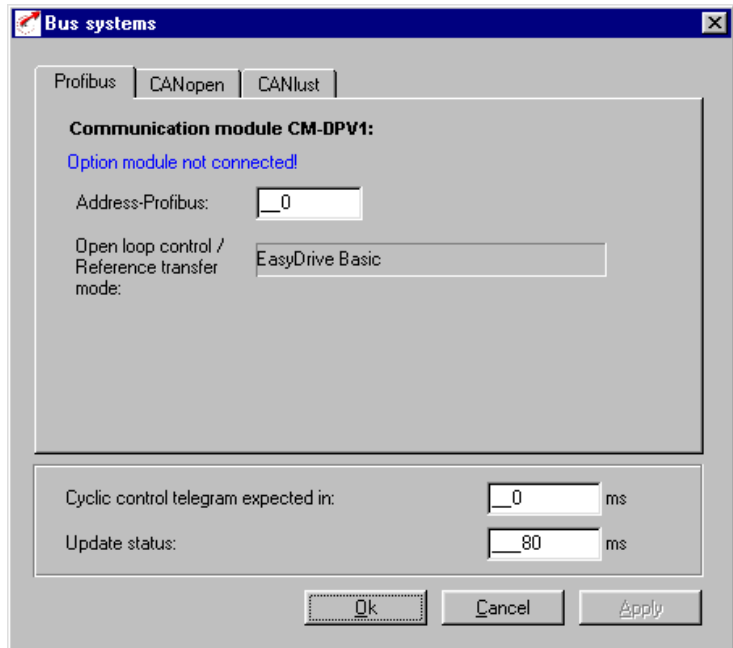 Bus systems
Profibus CANopen CANlust
Communication module CM-DPV1:
Option module not connected!
Address-Profibus: __0
Open loop control /
Reference transfer
mode:
EasyDrive Basic
Cyclic control telegram expected in: __0 ms
Update status: ___80 ms
Ok Cancel Apply